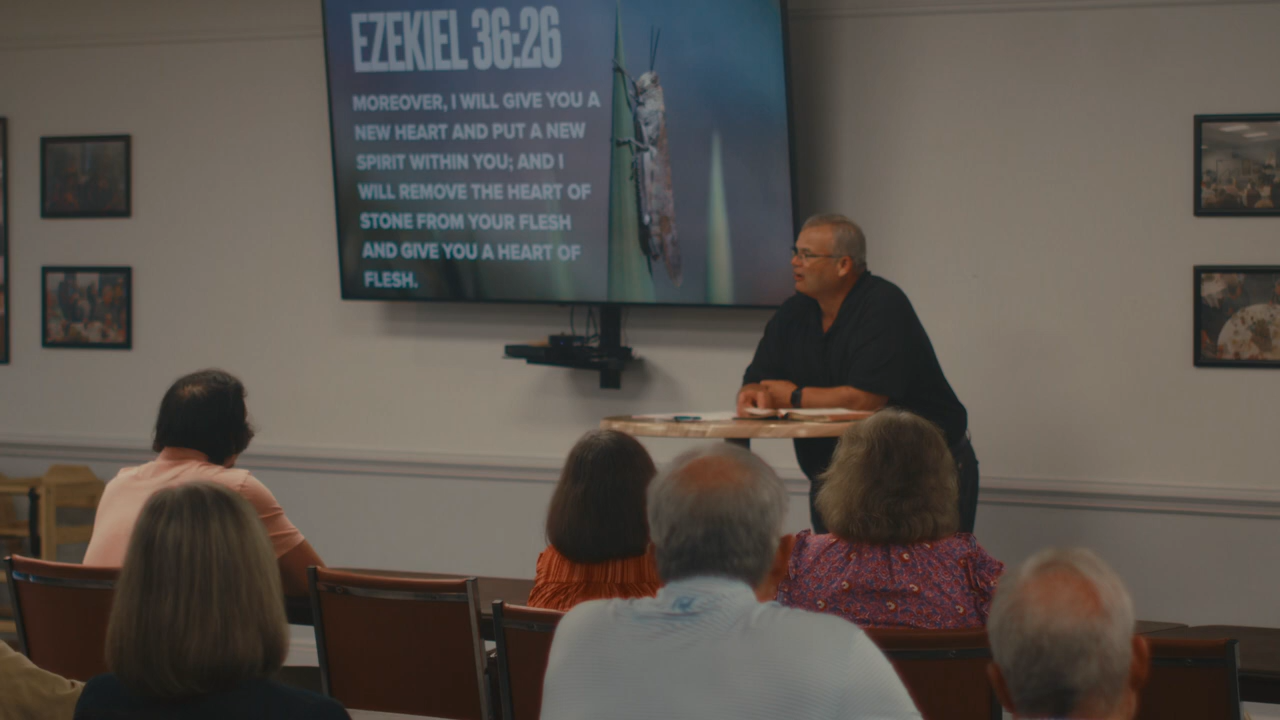 EZEKIEL 36:26
MOREOVER, I WILL GIVE YOU A
NEW HEART AND PUT A NEW
SPIRIT WITHIN YOU; AND I
WILL REMOVE THE HEART OF
STONE FROM YOUR FLESH
AND GIVE YOU A HEART OF
FLESH.